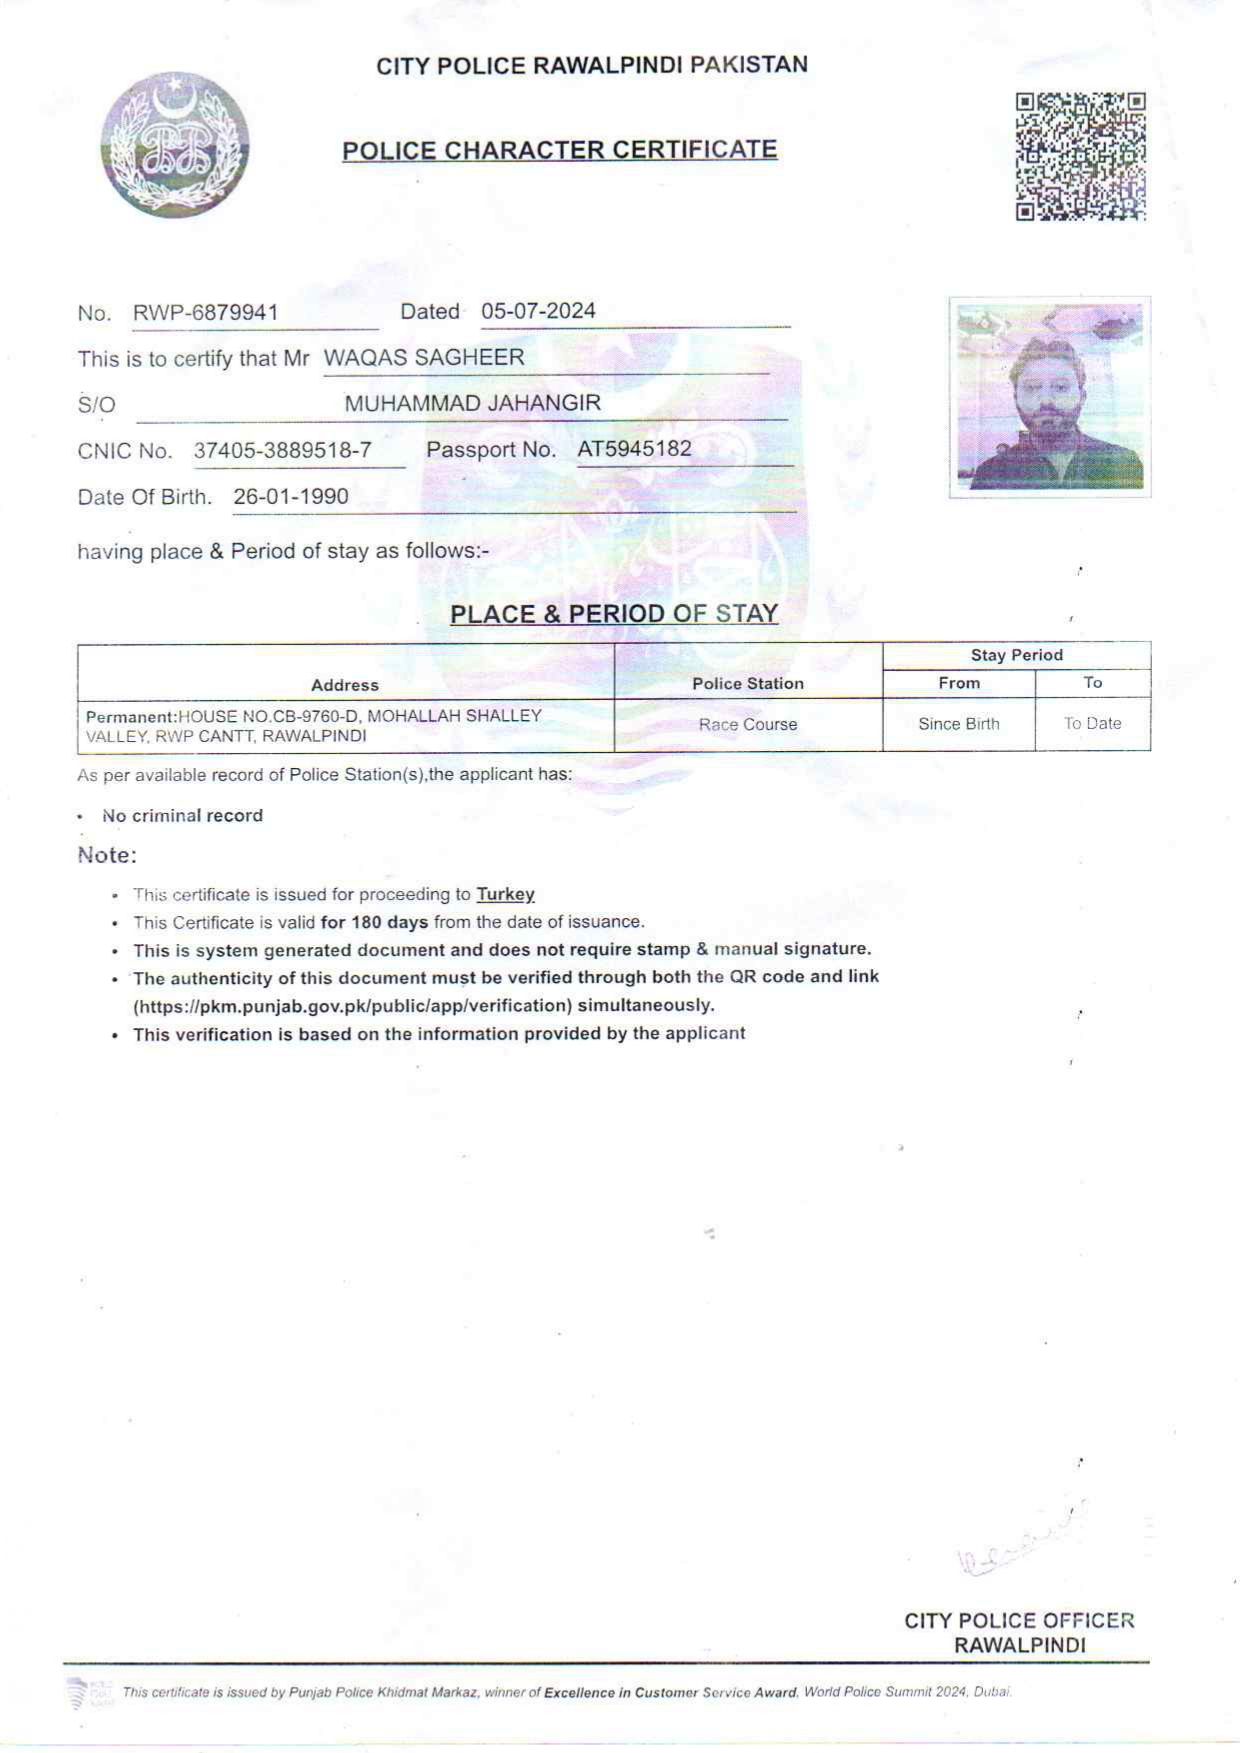 CITY POLICE RAWALPINDI PAKISTAN
POLICE CHARACTER CERTIFICATE
No. RWP-6879941 Dated 05-07-2024
This is to certify that Mr WAQAS SAGHEER
S/O MUHAMMAD JAHANGIR
CNIC No. 37405-3889518-7 Passport No. AT5945182
Date Of Birth. 26-01-1990
having place & Period of stay as follows:-
PLACE & PERIOD OF STAY
Stay Period
Address Police Station From To
Permanent:HOUSE NO.CB-9760-D, MOHALLAH SHALLEY
VALLEY, RWP CANTT, RAWALPINDI
Race Course Since Birth To Date
As per available record of Police Station(s),the applicant has:
• No criminal record
Note:
• This certificate is issued for proceeding to Turkey
• This Certificate is valid for 180 days from the date of issuance.
• This is system generated document and does not require stamp & manual signature.
• The authenticity of this document must be verified through both the QR code and link
(https://pkm.punjab.gov.pk/public/app/verification) simultaneously.
• This verification is based on the information provided by the applicant
CITY POLICE OFFICER
RAWALPINDI
This certificate is issued by Punjab Police Khidmat Markaz, winner of Excellence in Customer Service Award, World Police Summit 2024, Dubai.